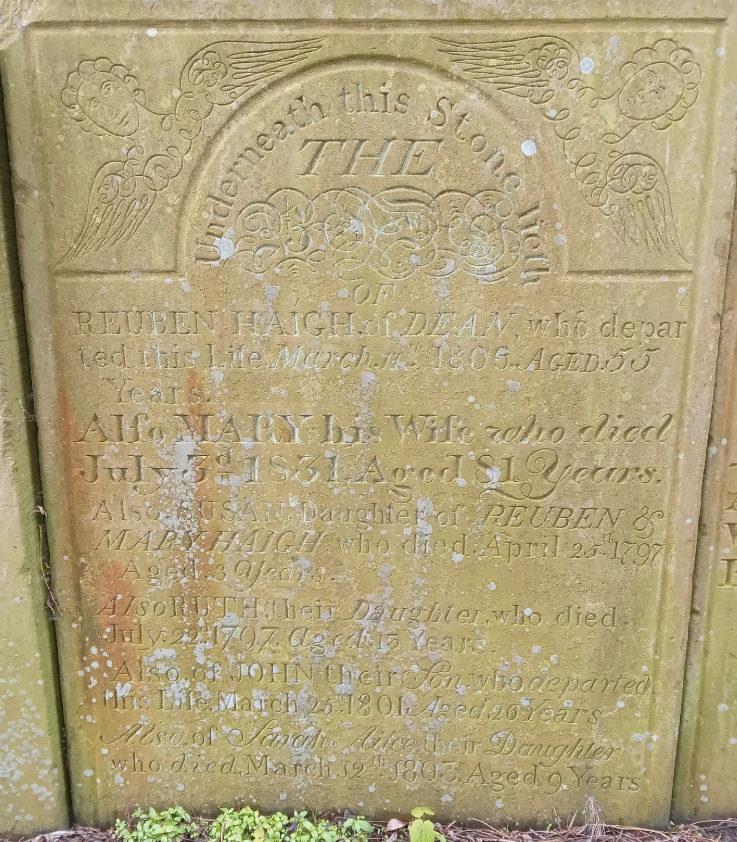 Underneath this Stone lieth
THE
BODY
OF
REUBEN HAIGH, of DEAN, who depar
ted this Life, March, 11th 1806. AGED, 55
Years.
Alſo, MARY, his Wife who died
July 3d 1831, Aged 81 Years.
Also, SUSAN, Daughter, of REUBEN &
MARY, HAIGH, who died, April 25th 1797
Aged, 3 Years.
Also RUTH, their Daughter, who died
July, 22, 1797, Aged, 13 Years
Also, of JOHN their Son, who departed
this Life, March, 25, 1801, Aged, 26 Years
Also, of Sarah their Daughter
who died, March, 12th 1803, Aged 9 Years